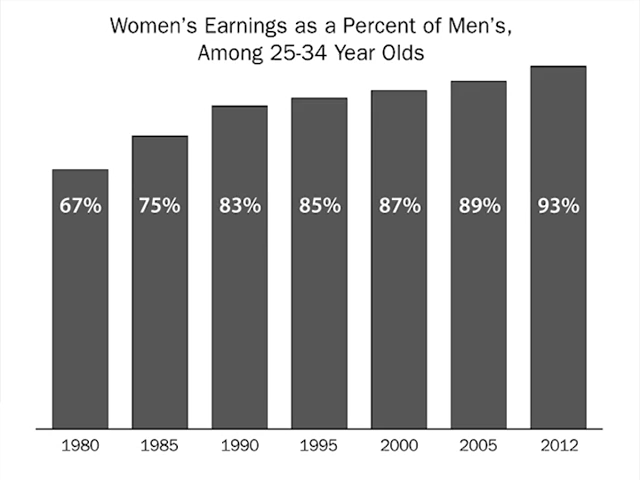 Women’s Earnings as a Percent of Men’s,
Among 25-34 Year Olds
67% 75% 83% 85% 87% 89% 93%
1980 1985 1990 1995 2000 2005 2012